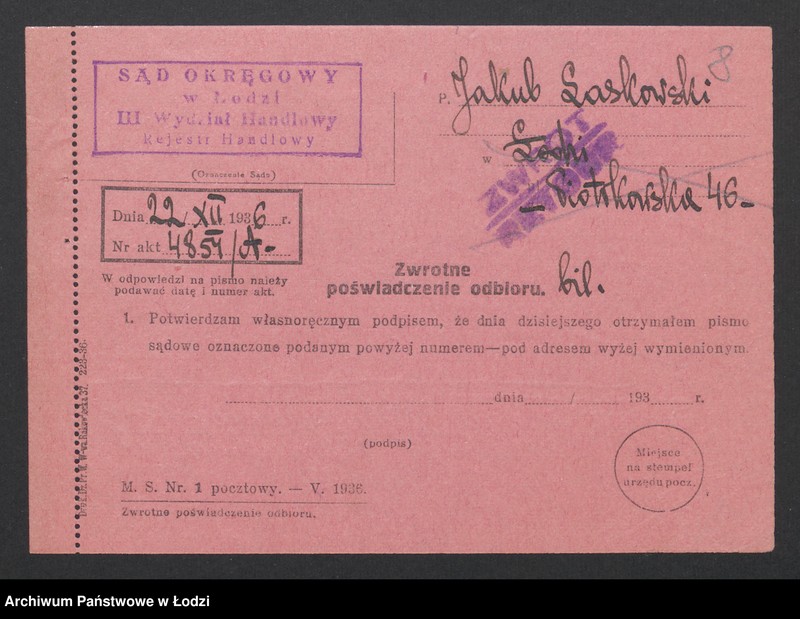 SĄD OKRĘGOWY
w Łodzi
III Wydział Handlowy
Rejestr Handlowy
(Oznaczenie Sądu)
8
P. Jakub Laskowski
w Łodzi
Piotrkowska 46
ZWROT
Dnia 22 XII 1936 r.
Nr akt 4854/A-
W odpowiedzi na pismo należy
podawać datę i numer akt.
Zwrotne
poświadczenie odbioru. bil.
1. Potwierdzam własnoręcznym podpisem, że dnia dzisiejszego otrzymałem pismo
sądowe oznaczone podanym powyżej numerem—pod adresem wyżej wymienionym.
dnia / 193 r.
(podpis)
Miejsce
na stempel
urzędu pocz.
M. S. Nr. 1 pocztowy. — V. 1936.
Zwrotne poświadczenie odbioru.
Archiwum Państwowe w Łodzi